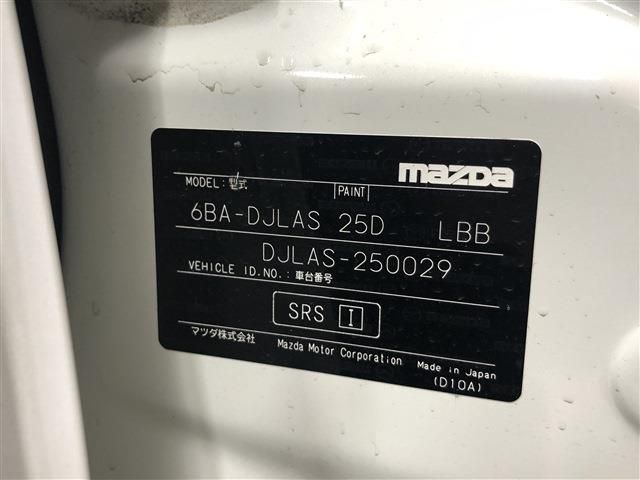 mazda
MODEL: 型式 PAINT
6BA-DJLAS 25D LBB
DJLAS-250029
VEHICLE ID.NO.: 車台番号
SRS I
マツダ株式会社 Mazda Motor Corporation Made in Japan
(D10A)